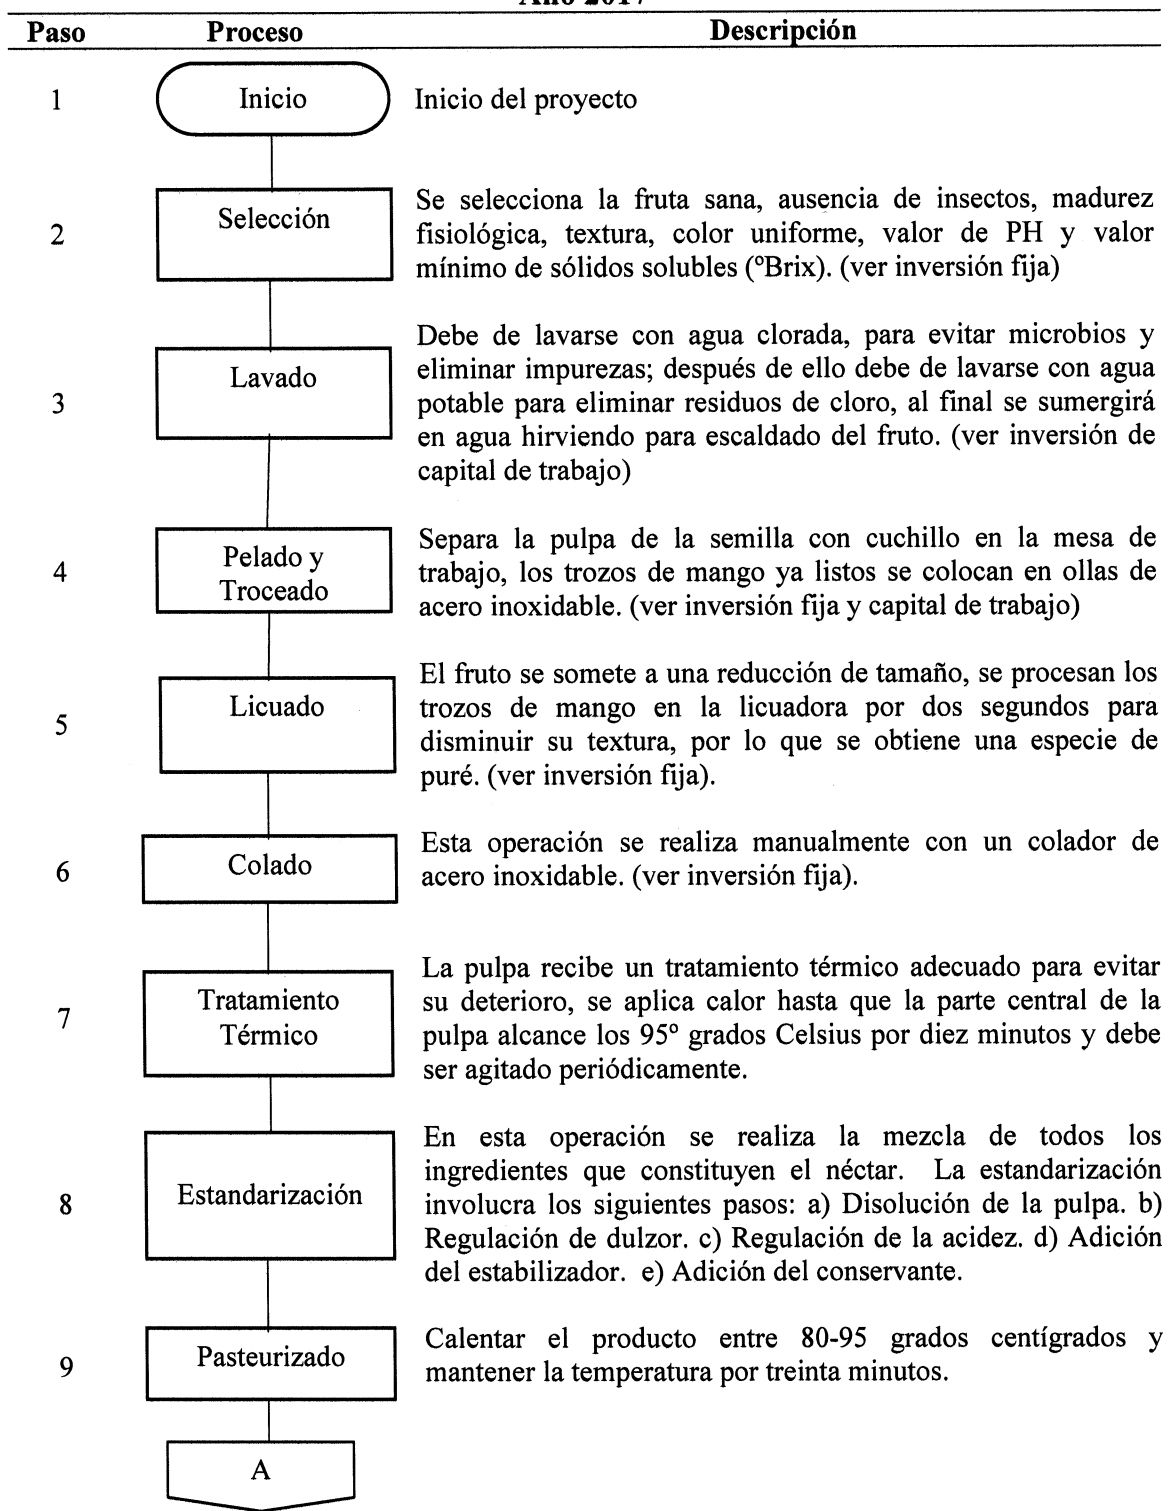 Año 2017
Paso Proceso Descripción
1 Inicio Inicio del proyecto
2 Selección
Se selecciona la fruta sana, ausencia de insectos, madurez
fisiológica, textura, color uniforme, valor de PH y valor
mínimo de sólidos solubles (ºBrix). (ver inversión fija)
3 Lavado
Debe de lavarse con agua clorada, para evitar microbios y
eliminar impurezas; después de ello debe de lavarse con agua
potable para eliminar residuos de cloro, al final se sumergirá
en agua hirviendo para escaldado del fruto. (ver inversión de
capital de trabajo)
4 Pelado y
Troceado
Separa la pulpa de la semilla con cuchillo en la mesa de
trabajo, los trozos de mango ya listos se colocan en ollas de
acero inoxidable. (ver inversión fija y capital de trabajo)
5 Licuado
El fruto se somete a una reducción de tamaño, se procesan los
trozos de mango en la licuadora por dos segundos para
disminuir su textura, por lo que se obtiene una especie de
puré. (ver inversión fija).
6 Colado
Esta operación se realiza manualmente con un colador de
acero inoxidable. (ver inversión fija).
7 Tratamiento
Térmico
La pulpa recibe un tratamiento térmico adecuado para evitar
su deterioro, se aplica calor hasta que la parte central de la
pulpa alcance los 95º grados Celsius por diez minutos y debe
ser agitado periódicamente.
8 Estandarización
En esta operación se realiza la mezcla de todos los
ingredientes que constituyen el néctar. La estandarización
involucra los siguientes pasos: a) Disolución de la pulpa. b)
Regulación de dulzor. c) Regulación de la acidez. d) Adición
del estabilizador. e) Adición del conservante.
9 Pasteurizado
Calentar el producto entre 80-95 grados centígrados y
mantener la temperatura por treinta minutos.
A